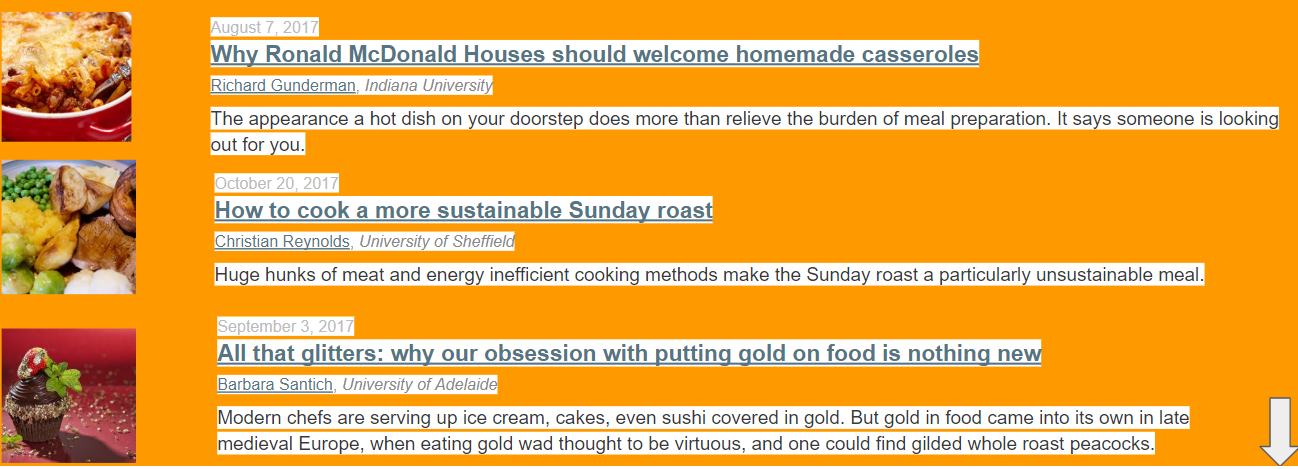 August 7, 2017
Why Ronald McDonald Houses should welcome homemade casseroles
Richard Gunderman, Indiana University
The appearance a hot dish on your doorstep does more than relieve the burden of meal preparation. It says someone is looking
out for you.
October 20, 2017
How to cook a more sustainable Sunday roast
Christian Reynolds, University of Sheffield
Huge hunks of meat and energy inefficient cooking methods make the Sunday roast a particularly unsustainable meal.
September 3, 2017
All that glitters: why our obsession with putting gold on food is nothing new
Barbara Santich, University of Adelaide
Modern chefs are serving up ice cream, cakes, even sushi covered in gold. But gold in food came into its own in late
medieval Europe, when eating gold wad thought to be virtuous, and one could find gilded whole roast peacocks.